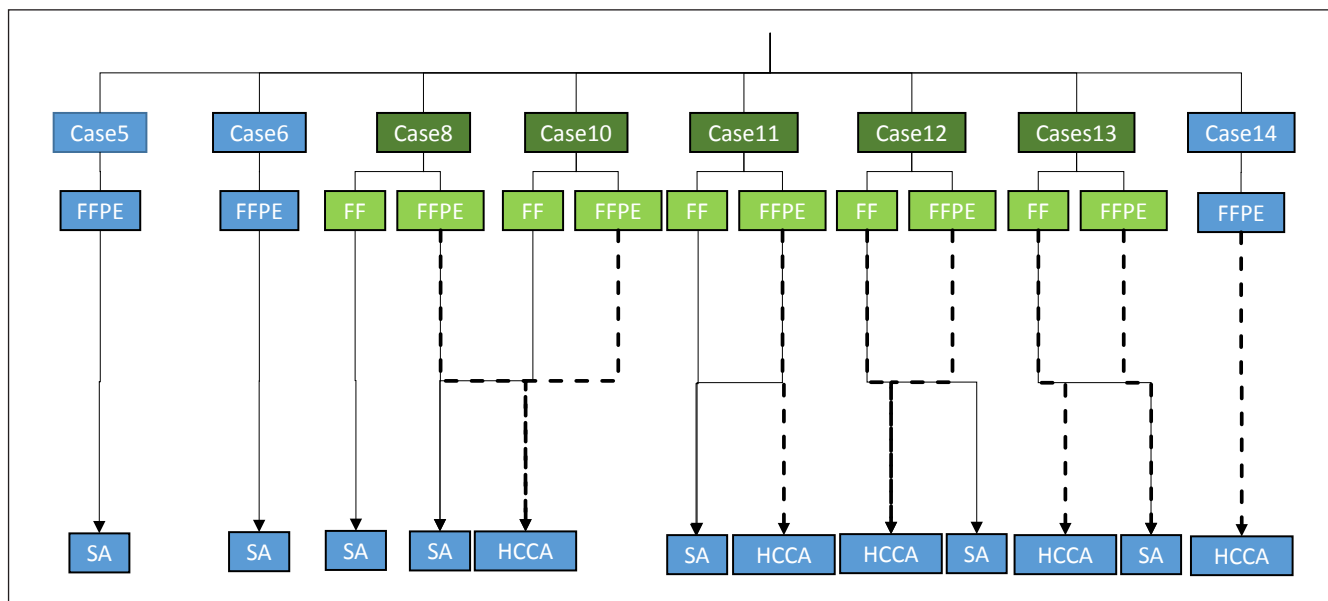 Case5 Case6 Case8 Case10 Case11 Case12 Cases13 Case14
FFPE FFPE FF FFPE FF FFPE FF FFPE FF FFPE FF FFPE FFPE
SA SA SA SA HCCA SA HCCA HCCA SA HCCA SA HCCA